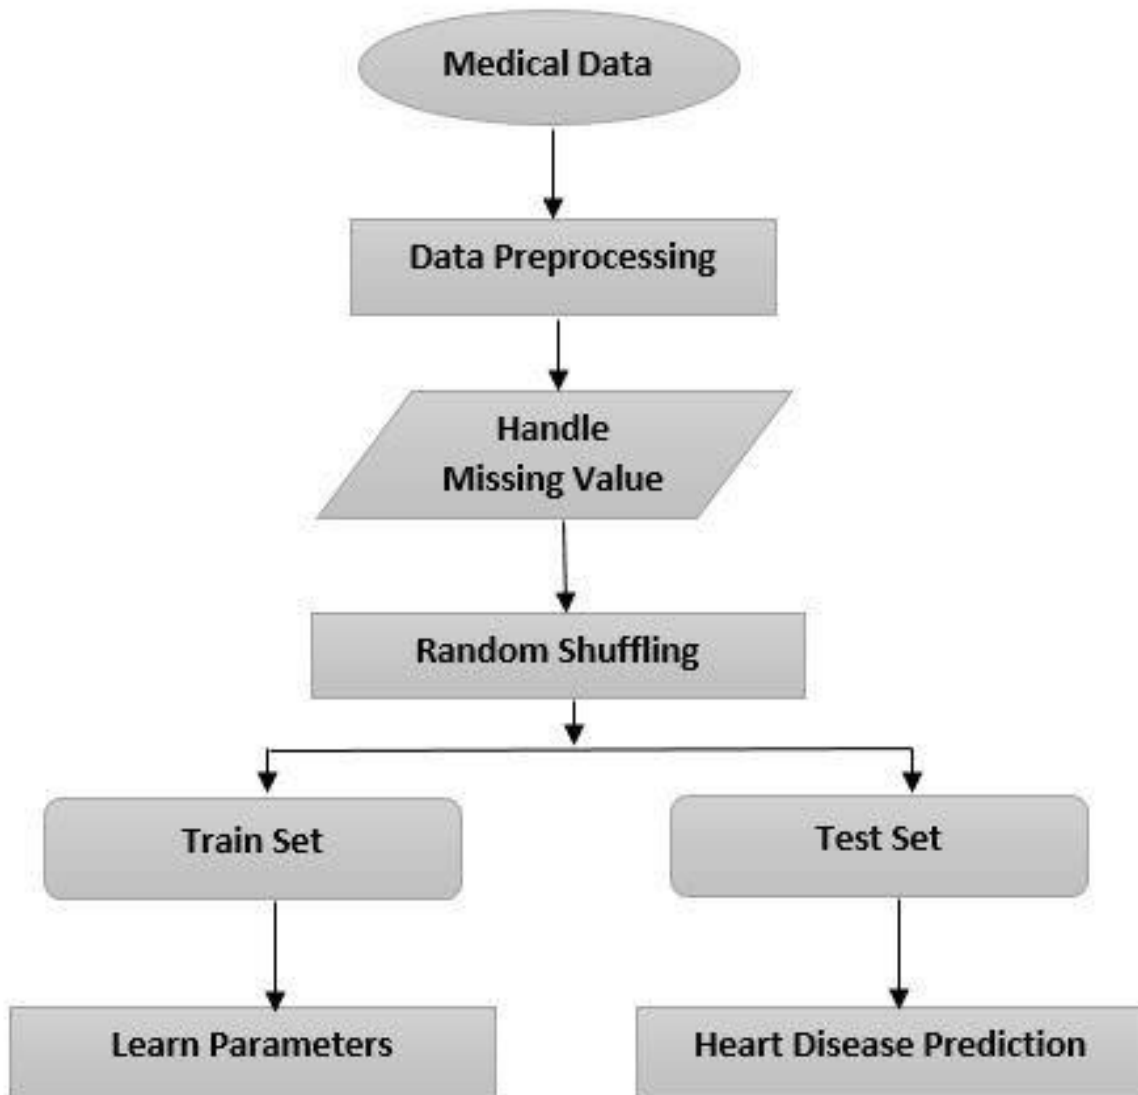 Medical Data
Data Preprocessing
Handle
Missing Value
Random Shuffling
Train Set
Test Set
Learn Parameters
Heart Disease Prediction